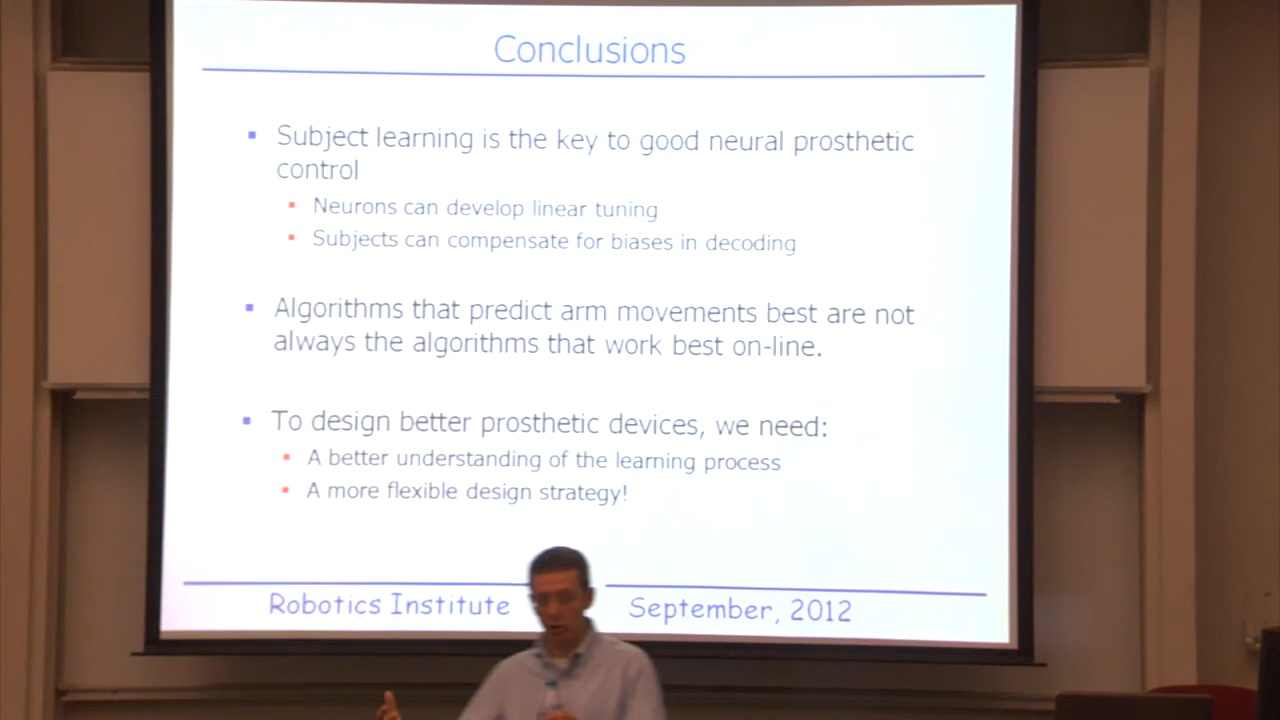 Conclusions
Subject learning is the key to good neural prosthetic
control
Neurons can develop linear tuning
Subjects can compensate for biases in decoding
Algorithms that predict arm movements best are not
always the algorithms that work best on-line.
To design better prosthetic devices, we need:
A better understanding of the learning process
A more flexible design strategy!
Robotics Institute September, 2012